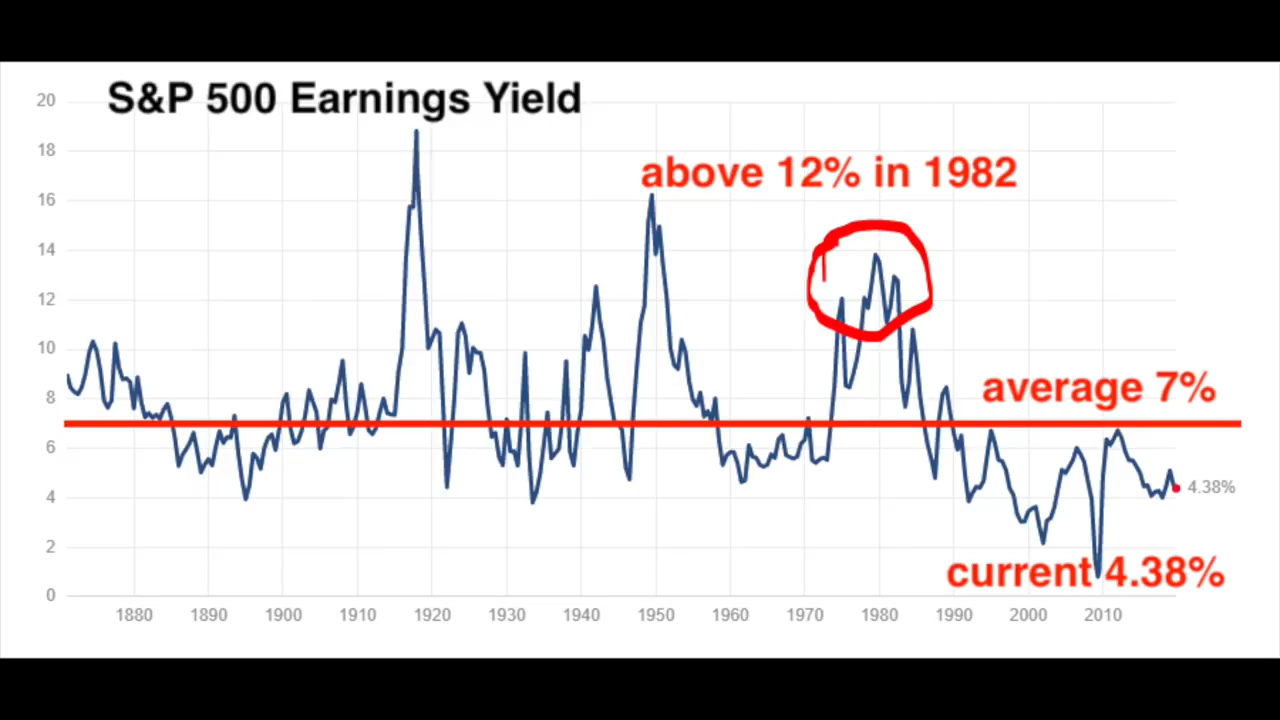 S&P 500 Earnings Yield
20
18
above 12% in 1982
16
14
12
10
average 7%
8
6
4
4.38%
2
current 4.38%
0
1880 1890 1900 1910 1920 1930 1940 1950 1960 1970 1980 1990 2000 2010